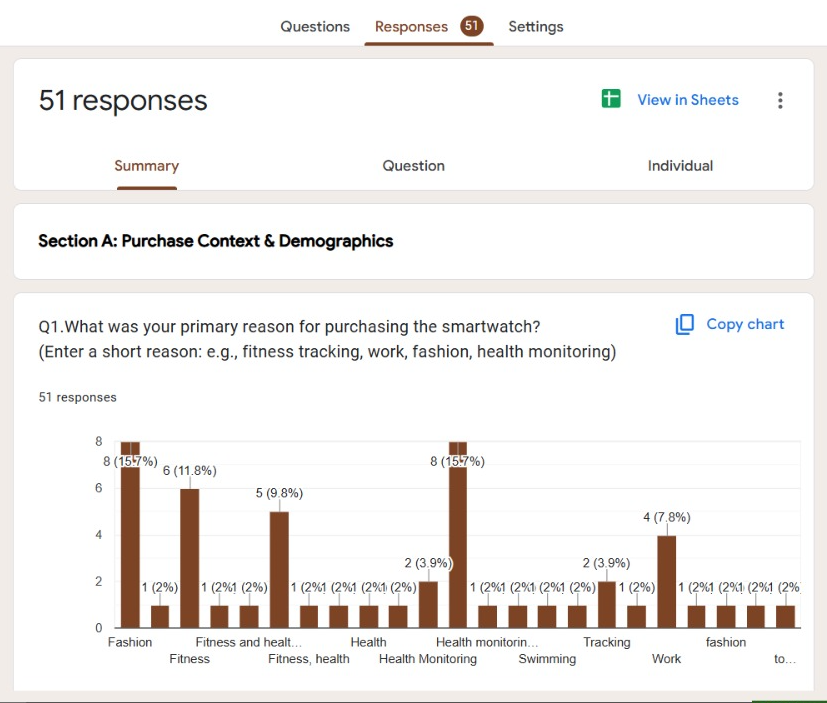 Questions Responses 51 Settings
51 responses
View in Sheets
Summary Question Individual
Section A: Purchase Context & Demographics
Q1.What was your primary reason for purchasing the smartwatch?
(Enter a short reason: e.g., fitness tracking, work, fashion, health monitoring)
Copy chart
51 responses
8
6
4
2
0
8 (15.7%)
1 (2%)
6 (11.8%)
1 (2%)
1 (2%)
5 (9.8%)
1 (2%)
1 (2%)
1 (2%)
1 (2%)
2 (3.9%)
8 (15.7%)
1 (2%)
1 (2%)
1 (2%)
1 (2%)
2 (3.9%)
1 (2%)
4 (7.8%)
1 (2%)
1 (2%)
1 (2%)
1 (2%
Fashion Fitness and healt… Health Health monitorin… Tracking fashion
Fitness Fitness, health Health Monitoring Swimming Work to…